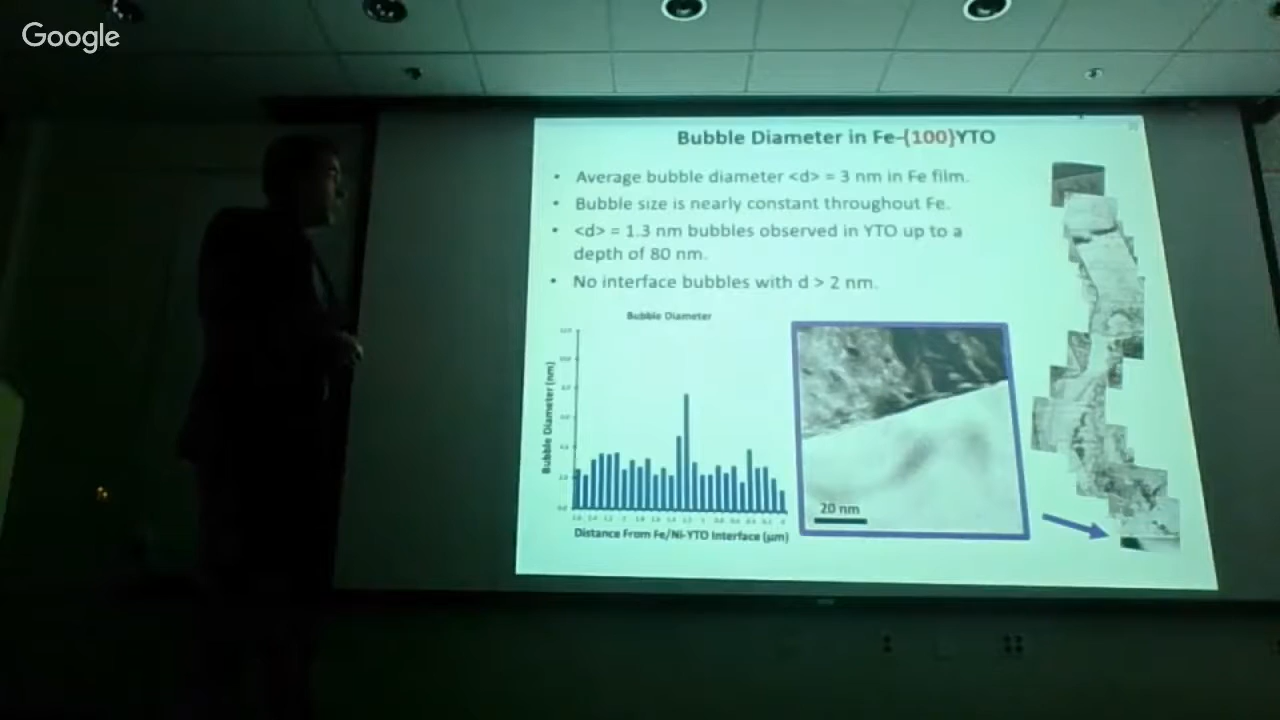 Google
Bubble Diameter in Fe-{100}YTO
• Average bubble diameter <d> = 3 nm in Fe film.
• Bubble size is nearly constant throughout Fe.
• <d> = 1.3 nm bubbles observed in YTO up to a
depth of 80 nm.
• No interface bubbles with d > 2 nm.
Bubble Diameter
Bubble Diameter (nm)
Distance From Fe/Ni-YTO Interface (µm)
20 nm